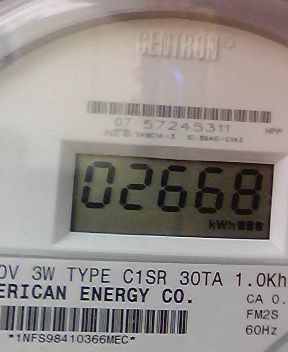 CENTRON®
07 57245311
02668
kWh
0V 3W TYPE C1SR 30TA 1.0Kh
ERICAN ENERGY CO.
CA 0.
FM2S
60Hz
*1NFS98410366MEC*